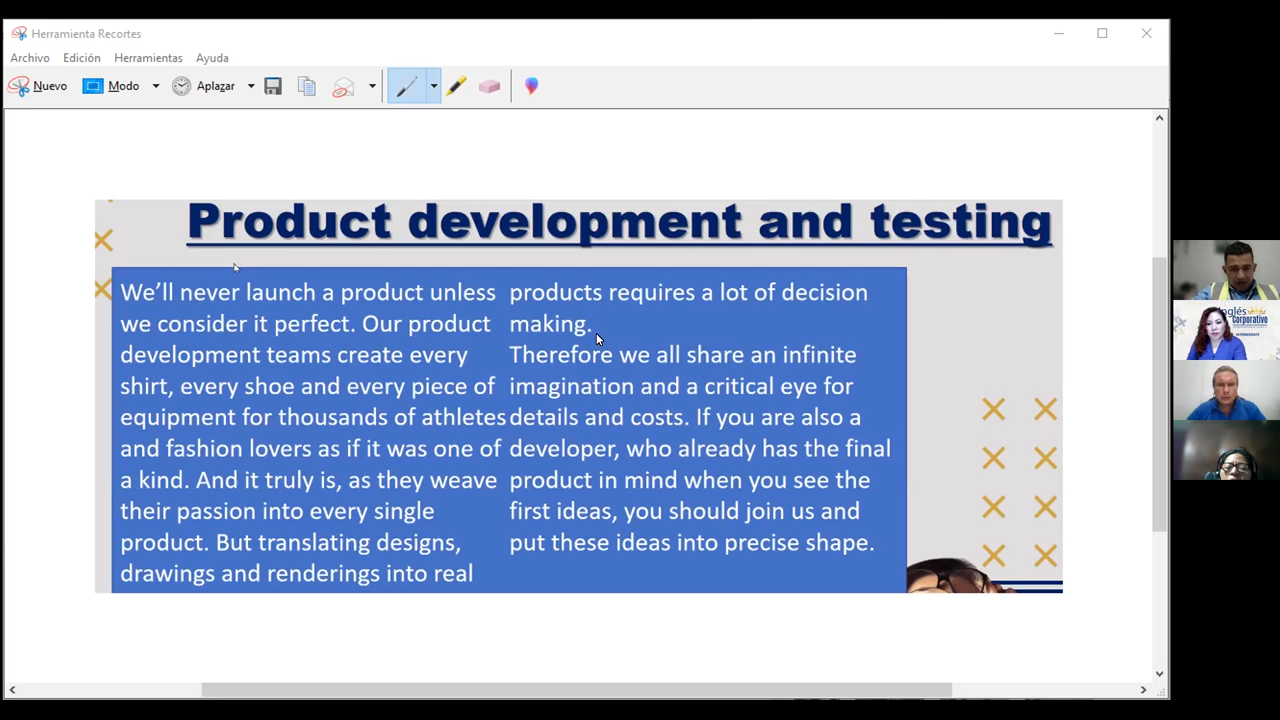 Herramienta Recortes
Archivo Edición Herramientas Ayuda
Nuevo Modo Aplazar
Product development and testing
We’ll never launch a product unless
we consider it perfect. Our product
development teams create every
shirt, every shoe and every piece of
equipment for thousands of athletes
and fashion lovers as if it was one of
a kind. And it truly is, as they weave
their passion into every single
product. But translating designs,
drawings and renderings into real
products requires a lot of decision
making.
Therefore we all share an infinite
imagination and a critical eye for
details and costs. If you are also a
developer, who already has the final
product in mind when you see the
first ideas, you should join us and
put these ideas into precise shape.
Inglés
Corporativo